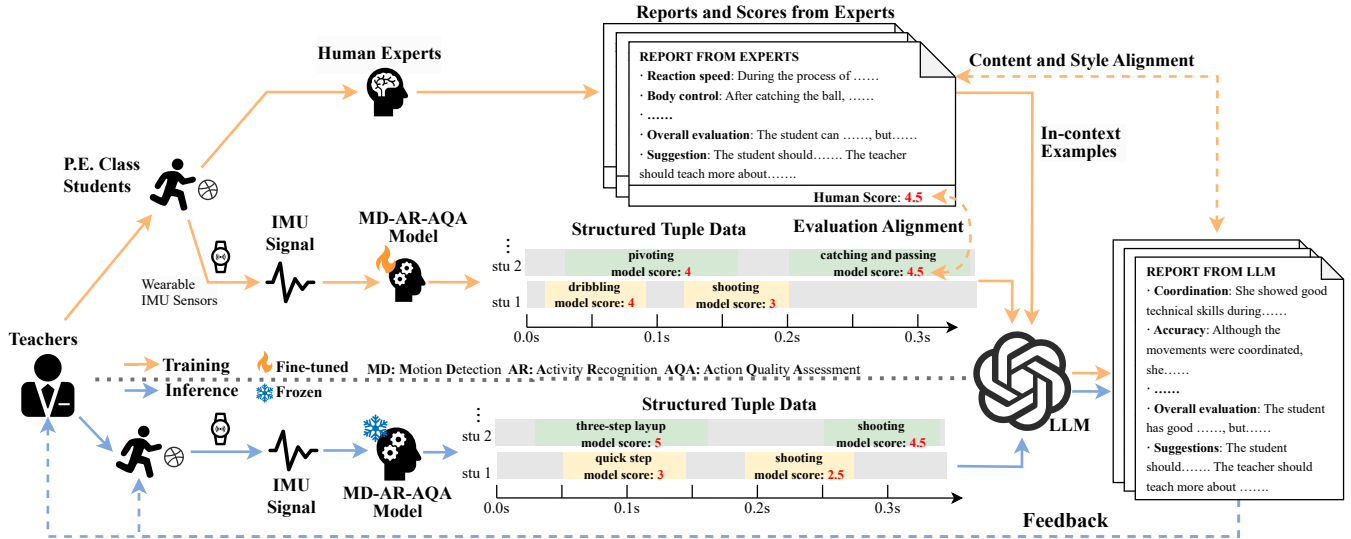 Reports and Scores from Experts
Human Experts
REPORT FROM EXPERTS
· Reaction speed: During the process of ……
· Body control: After catching the ball, ……
· ……
· Overall evaluation: The student can ……, but……
· Suggestion: The student should……. The teacher
should teach more about…….
Human Score: 4.5
Content and Style Alignment
In-context
Examples
P.E. Class
Students
Wearable
IMU Sensors
IMU
Signal
MD-AR-AQA
Model
Structured Tuple Data
Evaluation Alignment
⋮
stu 2
pivoting
model score: 4
catching and passing
model score: 4.5
stu 1
dribbling
model score: 4
shooting
model score: 3
0.0s
0.1s
0.2s
0.3s
Teachers
Training
Fine-tuned
Inference
Frozen
MD: Motion Detection AR: Activity Recognition AQA: Action Quality Assessment
IMU
Signal
MD-AR-AQA
Model
Structured Tuple Data
⋮
stu 2
three-step layup
model score: 5
shooting
model score: 4.5
stu 1
quick step
model score: 3
shooting
model score: 2.5
0.0s
0.1s
0.2s
0.3s
LLM
REPORT FROM LLM
· Coordination: She showed good
technical skills during……
· Accuracy: Although the
movements were coordinated,
she……
· ……
· Overall evaluation: The student
has good ……, but……
· Suggestions: The student
should……. The teacher should
teach more about …….
Feedback